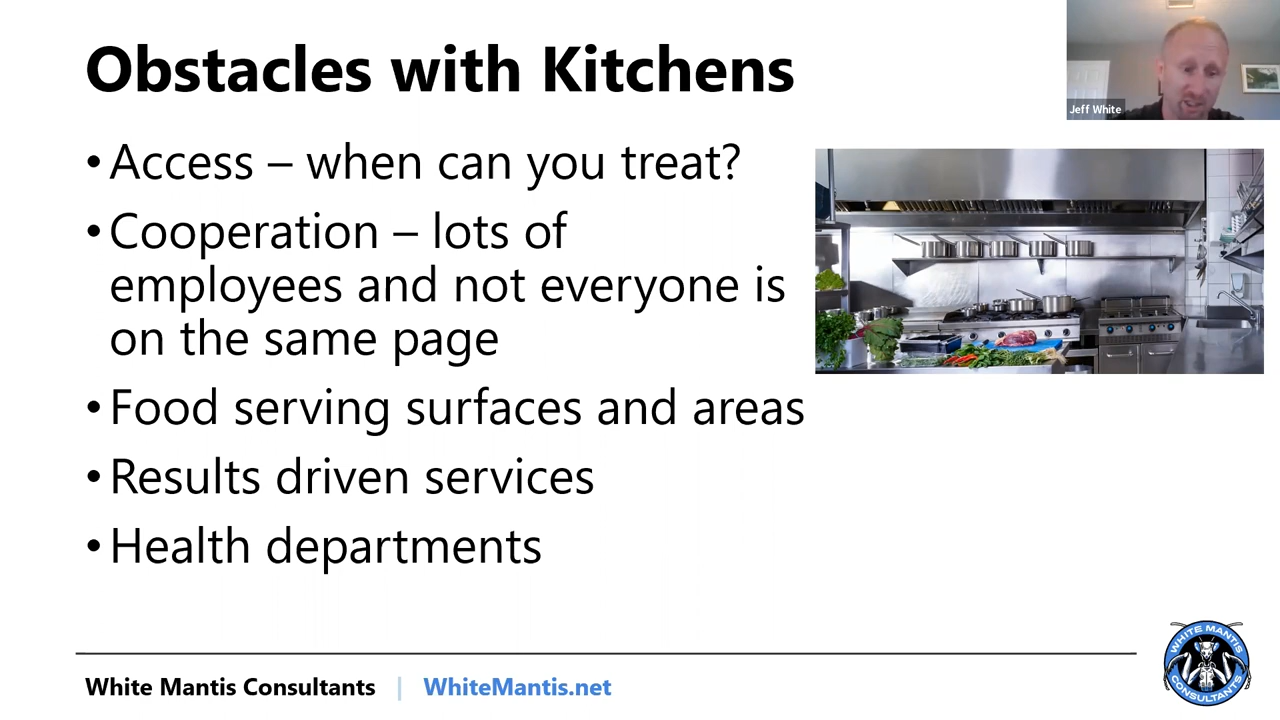 Obstacles with Kitchens
Jeff White
• Access – when can you treat?
• Cooperation – lots of
employees and not everyone is
on the same page
• Food serving surfaces and areas
• Results driven services
• Health departments
White Mantis Consultants | WhiteMantis.net
WHITE MANTIS
CONSULTANTS